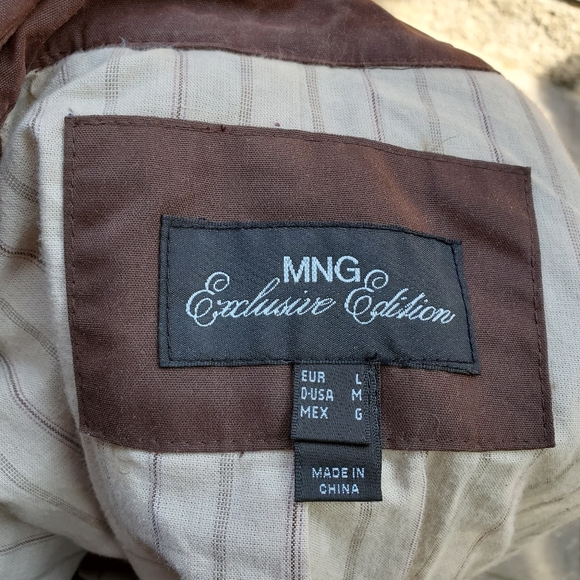 MNG
Exclusive Edition
EUR L
D-USA M
MEX G
MADE IN
CHINA